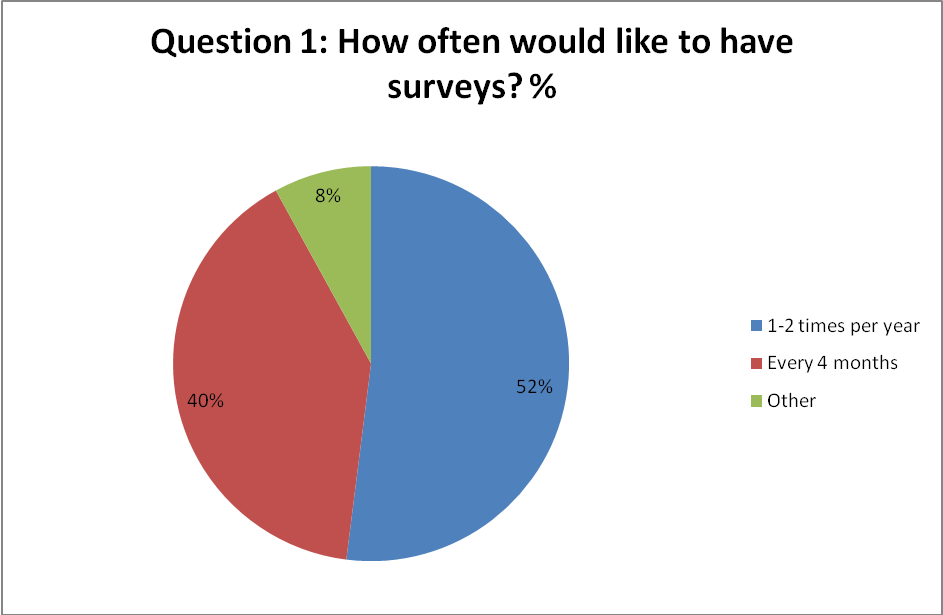 Question 1: How often would like to have
surveys? %
8%
52%
40%
1-2 times per year
Every 4 months
Other